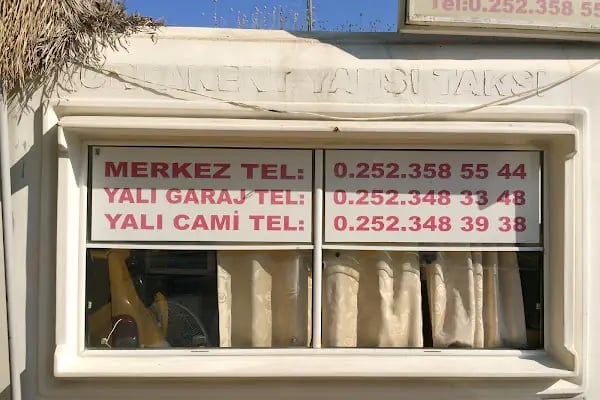 Tel:0.252.358 55
YALISI TAKSİ
MERKEZ TEL: 0.252.358 55 44
YALI GARAJ TEL: 0.252.348 33 48
YALI CAMİ TEL: 0.252.348 39 38